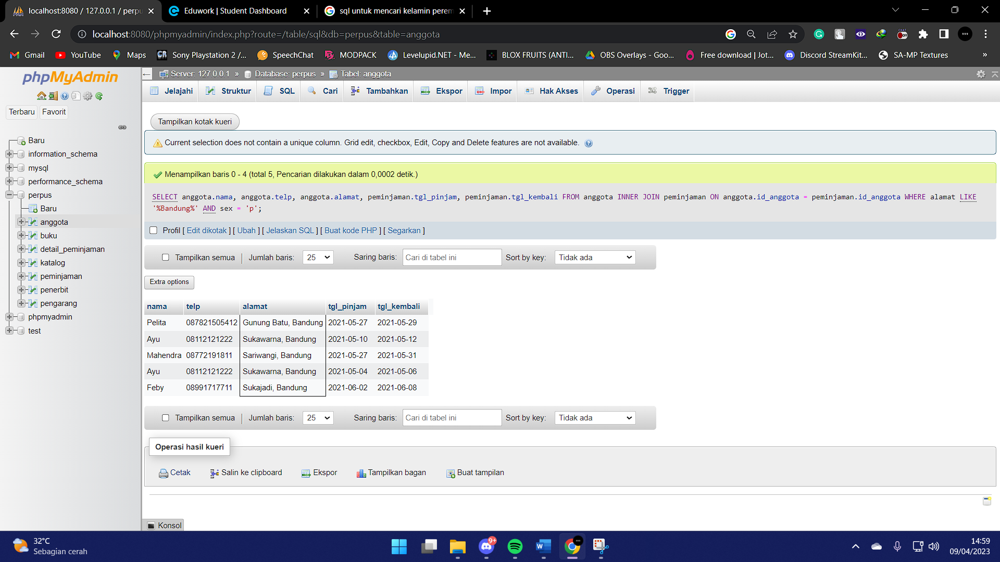 localhost:8080 / 127.0.0.1 / perpu
Eduwork | Student Dashboard
sql untuk mencari kelamin perem
localhost:8080/phpmyadmin/index.php?route=/table/sql&db=perpus&table=anggota
Gmail YouTube Maps Sony Playstation 2 /... SpeechChat MODPACK Levelupid.NET - Me... BLOX FRUITS (ANTI... OBS Overlays - Goo... Free download | Jot... Discord StreamKit... SA-MP Textures »
phpMyAdmin
Terbaru Favorit
Baru
information_schema
mysql
performance_schema
perpus
Baru
anggota
buku
detail_peminjaman
katalog
peminjaman
penerbit
pengarang
phpmyadmin
test
Server: 127.0.0.1 » Database: perpus » Tabel: anggota
Jelajahi Struktur SQL Cari Tambahkan Ekspor Impor Hak Akses Operasi Trigger
Tampilkan kotak kueri
Current selection does not contain a unique column. Grid edit, checkbox, Edit, Copy and Delete features are not available.
Menampilkan baris 0 - 4 (total 5, Pencarian dilakukan dalam 0,0002 detik.)
SELECT anggota.nama, anggota.telp, anggota.alamat, peminjaman.tgl_pinjam, peminjaman.tgl_kembali FROM anggota INNER JOIN peminjaman ON anggota.id_anggota = peminjaman.id_anggota WHERE alamat LIKE
'%Bandung%' AND sex = 'p';
Profil [ Edit dikotak ] [ Ubah ] [ Jelaskan SQL ] [ Buat kode PHP ] [ Segarkan ]
Tampilkan semua | Jumlah baris: 25 Saring baris: Cari di tabel ini Sort by key: Tidak ada
Extra options
nama telp alamat tgl_pinjam tgl_kembali
Pelita 087821505412 Gunung Batu, Bandung 2021-05-27 2021-05-29
Ayu 08112121222 Sukawarna, Bandung 2021-05-10 2021-05-12
Mahendra 08772191811 Sariwangi, Bandung 2021-05-27 2021-05-31
Ayu 08112121222 Sukawarna, Bandung 2021-05-04 2021-05-06
Feby 08991717711 Sukajadi, Bandung 2021-06-02 2021-06-08
Tampilkan semua | Jumlah baris: 25 Saring baris: Cari di tabel ini Sort by key: Tidak ada
Operasi hasil kueri
Cetak Salin ke clipboard Ekspor Tampilkan bagan Buat tampilan
Konsol
32°C
Sebagian cerah
9+
14:59
09/04/2023